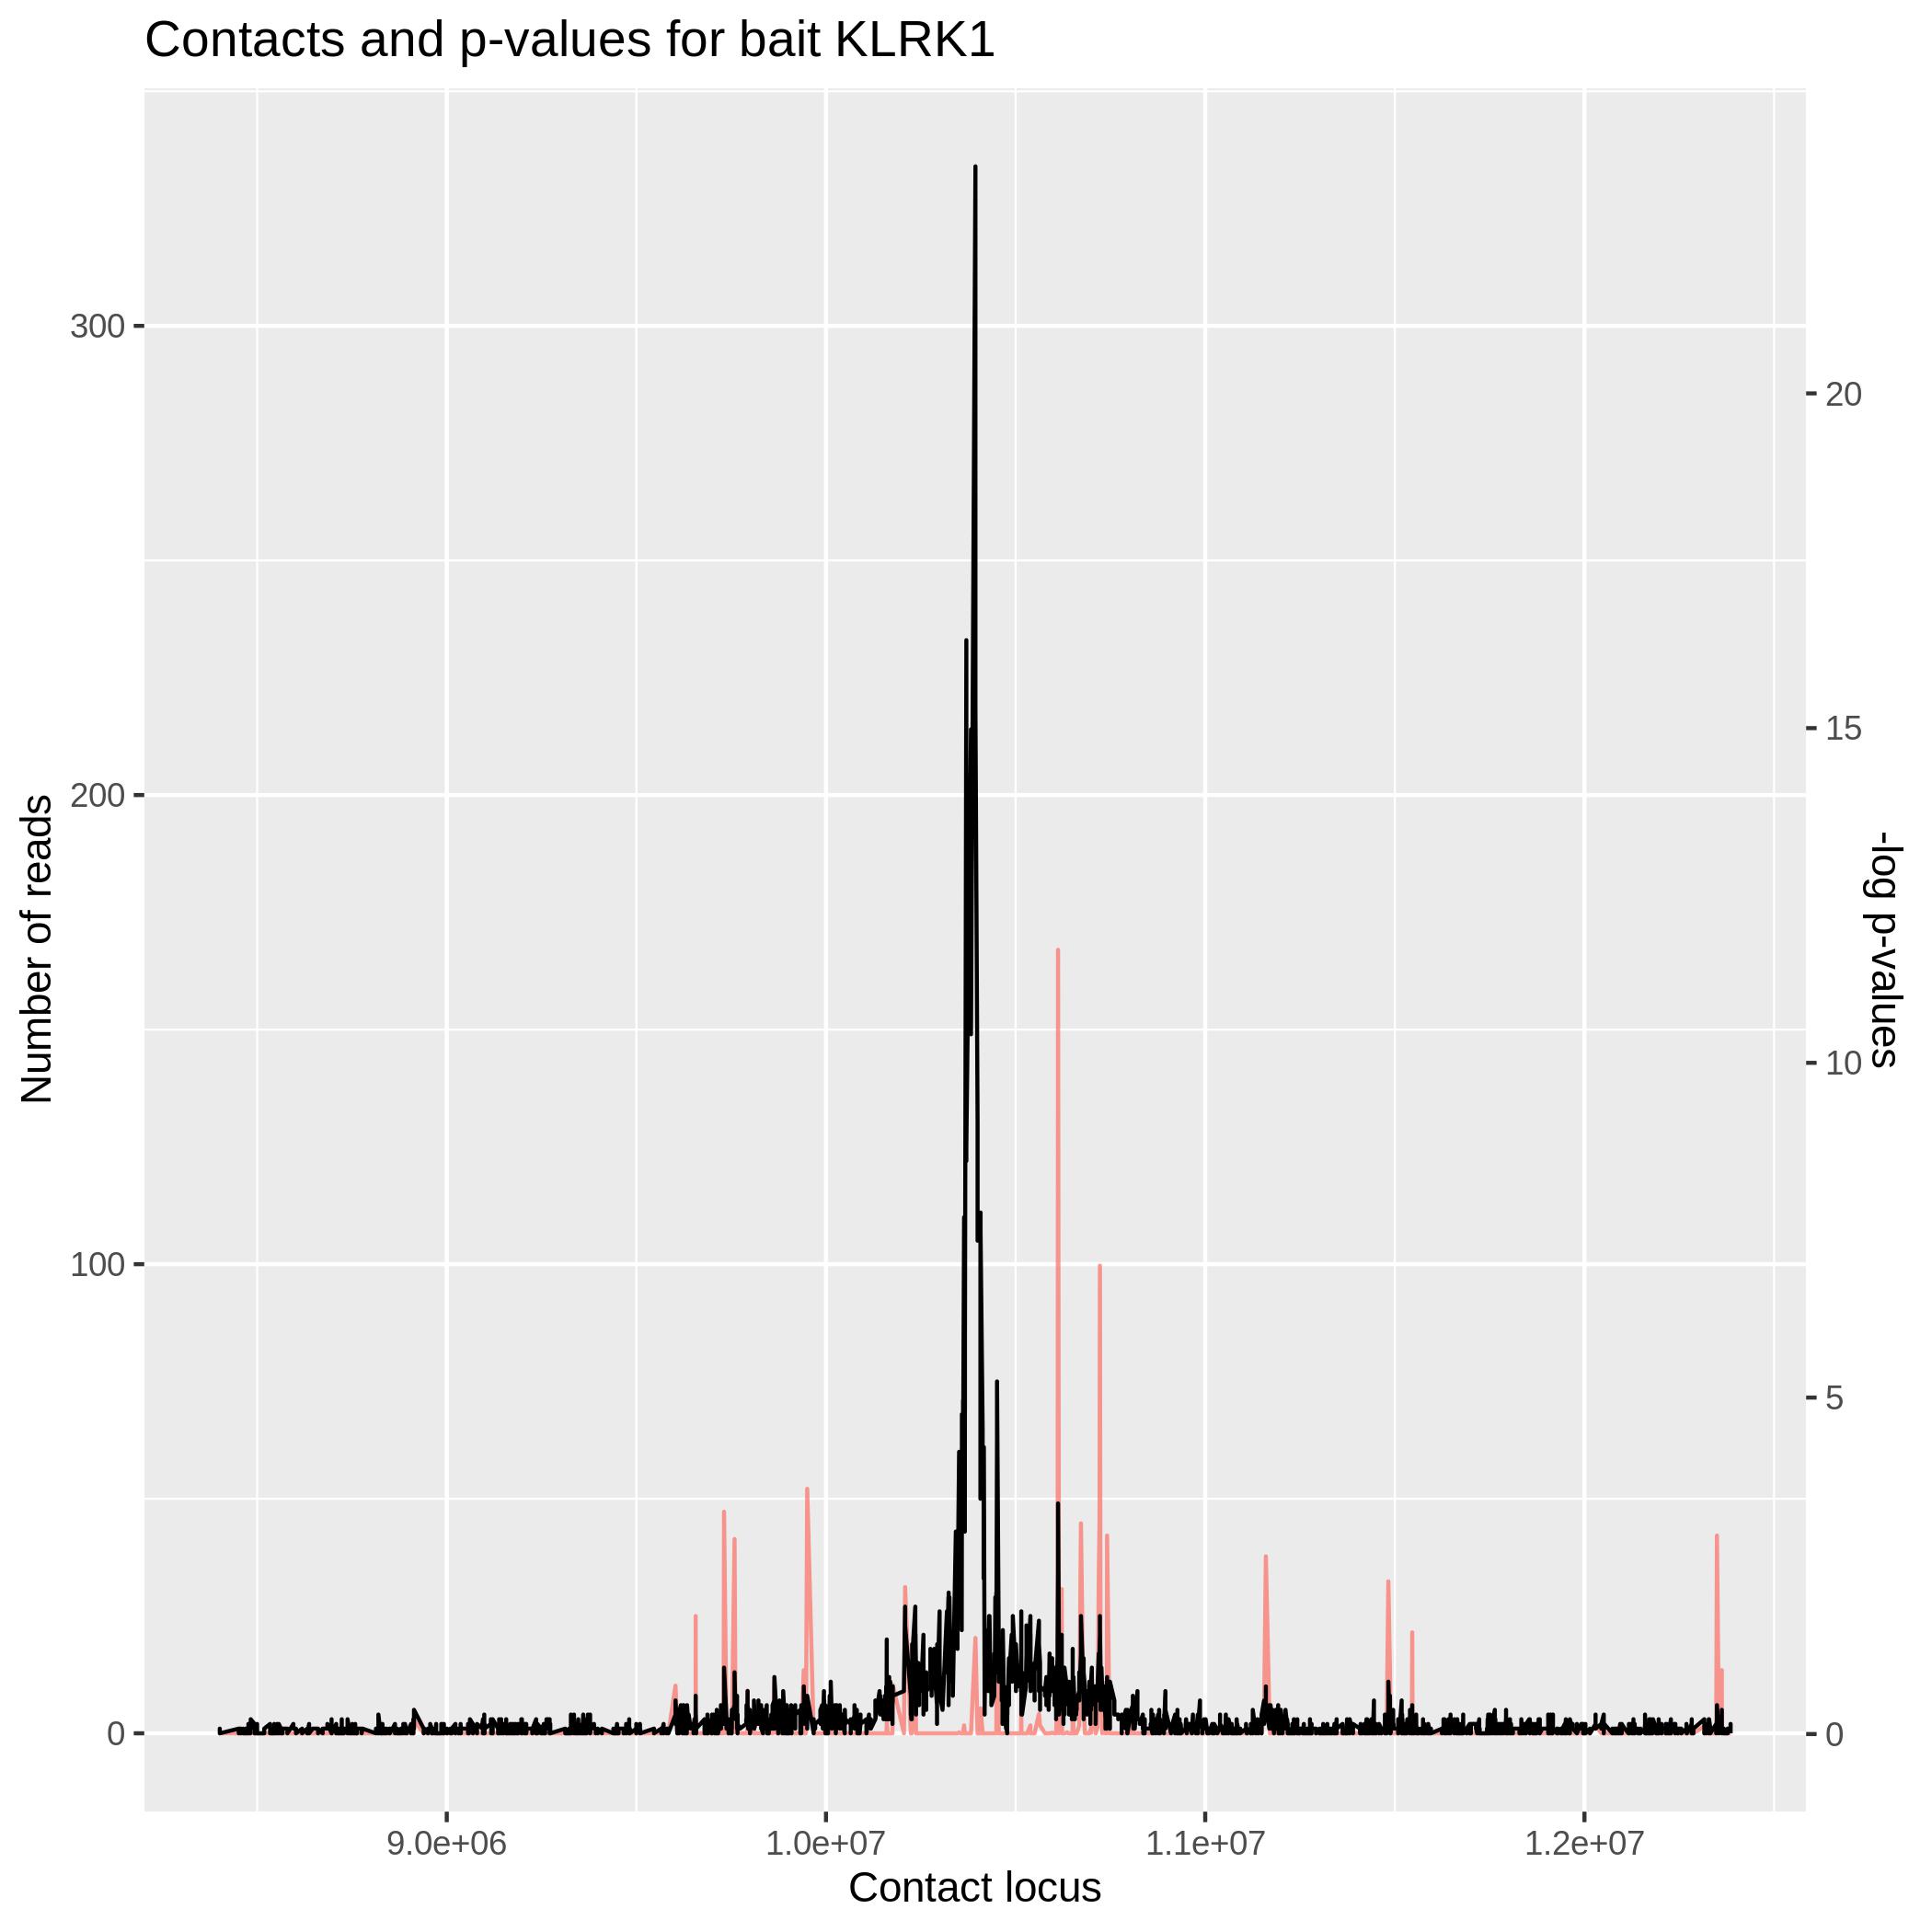 Contacts and p-values for bait KLRK1
Number of reads
300
200
100
0
20
15
10
5
0
-log p-values
9.0e+06
1.0e+07
1.1e+07
1.2e+07
Contact locus